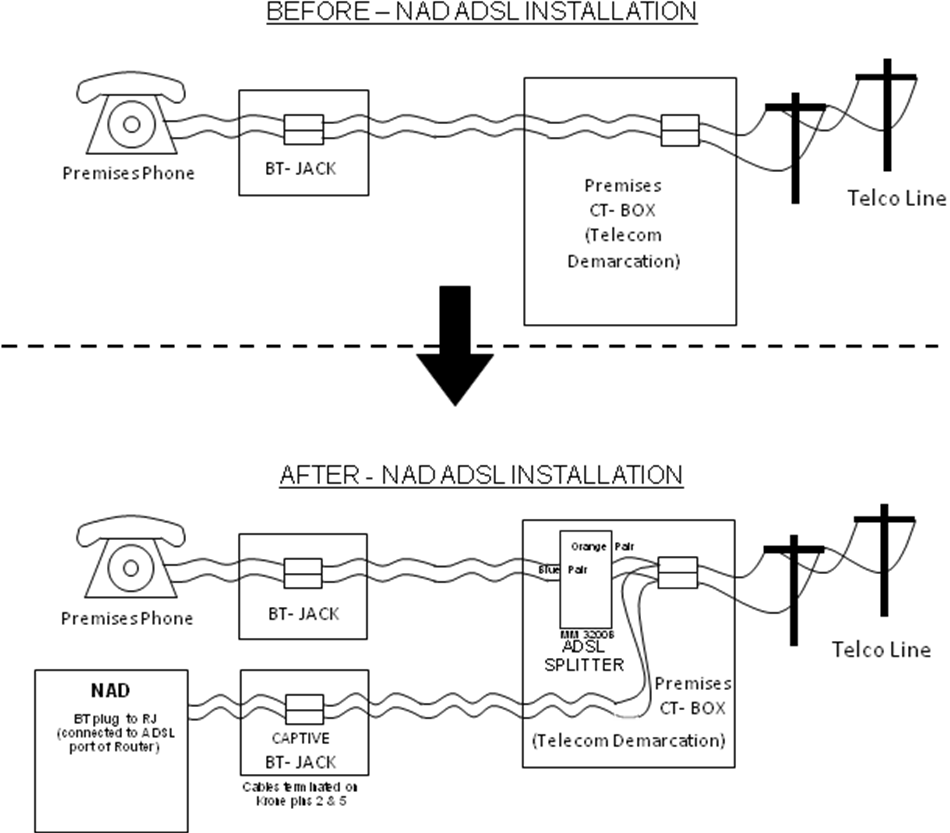 BEFORE – NAD ADSL INSTALLATION
Premises Phone
BT- JACK
Premises
CT- BOX
(Telecom
Demarcation)
Telco Line
AFTER - NAD ADSL INSTALLATION
Premises Phone
BT- JACK
Orange Pair
Blue Pair
MM 3200B
ADSL
SPLITTER
Premises
CT- BOX
(Telecom Demarcation)
Telco Line
NAD
BT plug to RJ
(connected to ADSL
port of Router)
CAPTIVE
BT- JACK
Cables terminated on
Krone pins 2 & 5